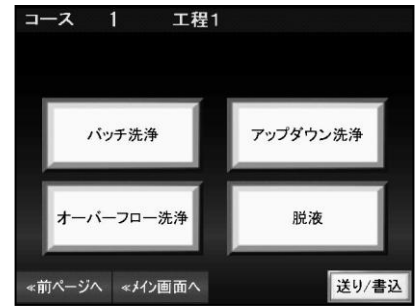 コース 1 工程1
バッチ洗浄 アップダウン洗浄
オーバーフロー洗浄 脱液
≪前ページへ ≪メイン画面へ 送り/書込